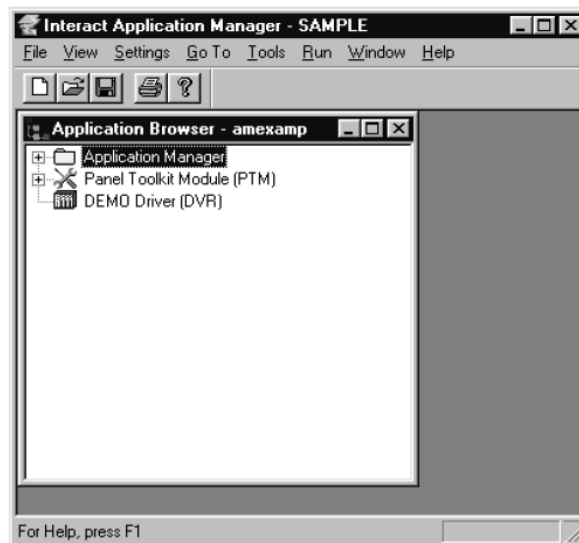 Interact Application Manager - SAMPLE
File View Settings Go To Tools Run Window Help
Application Browser - amexamp
Application Manager
Panel Toolkit Module (PTM)
DEMO Driver (DVR)
For Help, press F1